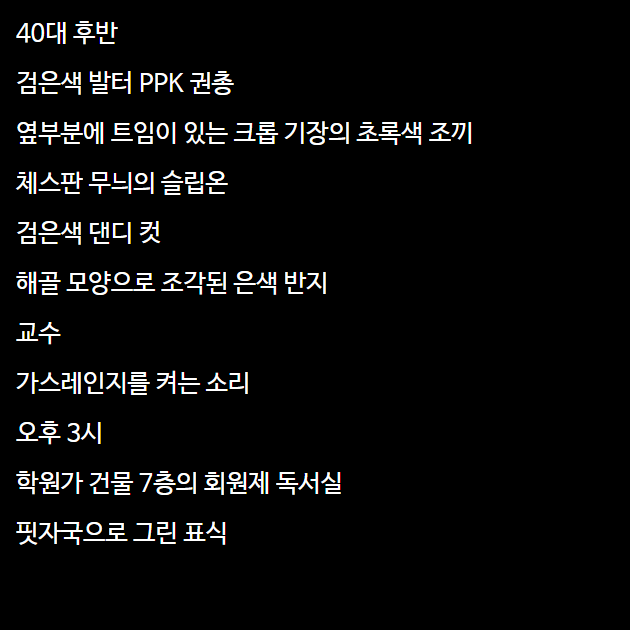 40대 후반
검은색 발터 PPK 권총
옆부분에 트임이 있는 크롭 기장의 초록색 조끼
체스판 무늬의 슬립온
검은색 댄디 컷
해골 모양으로 조각된 은색 반지
교수
가스레인지를 켜는 소리
오후 3시
학원가 건물 7층의 회원제 독서실
핏자국으로 그린 표식